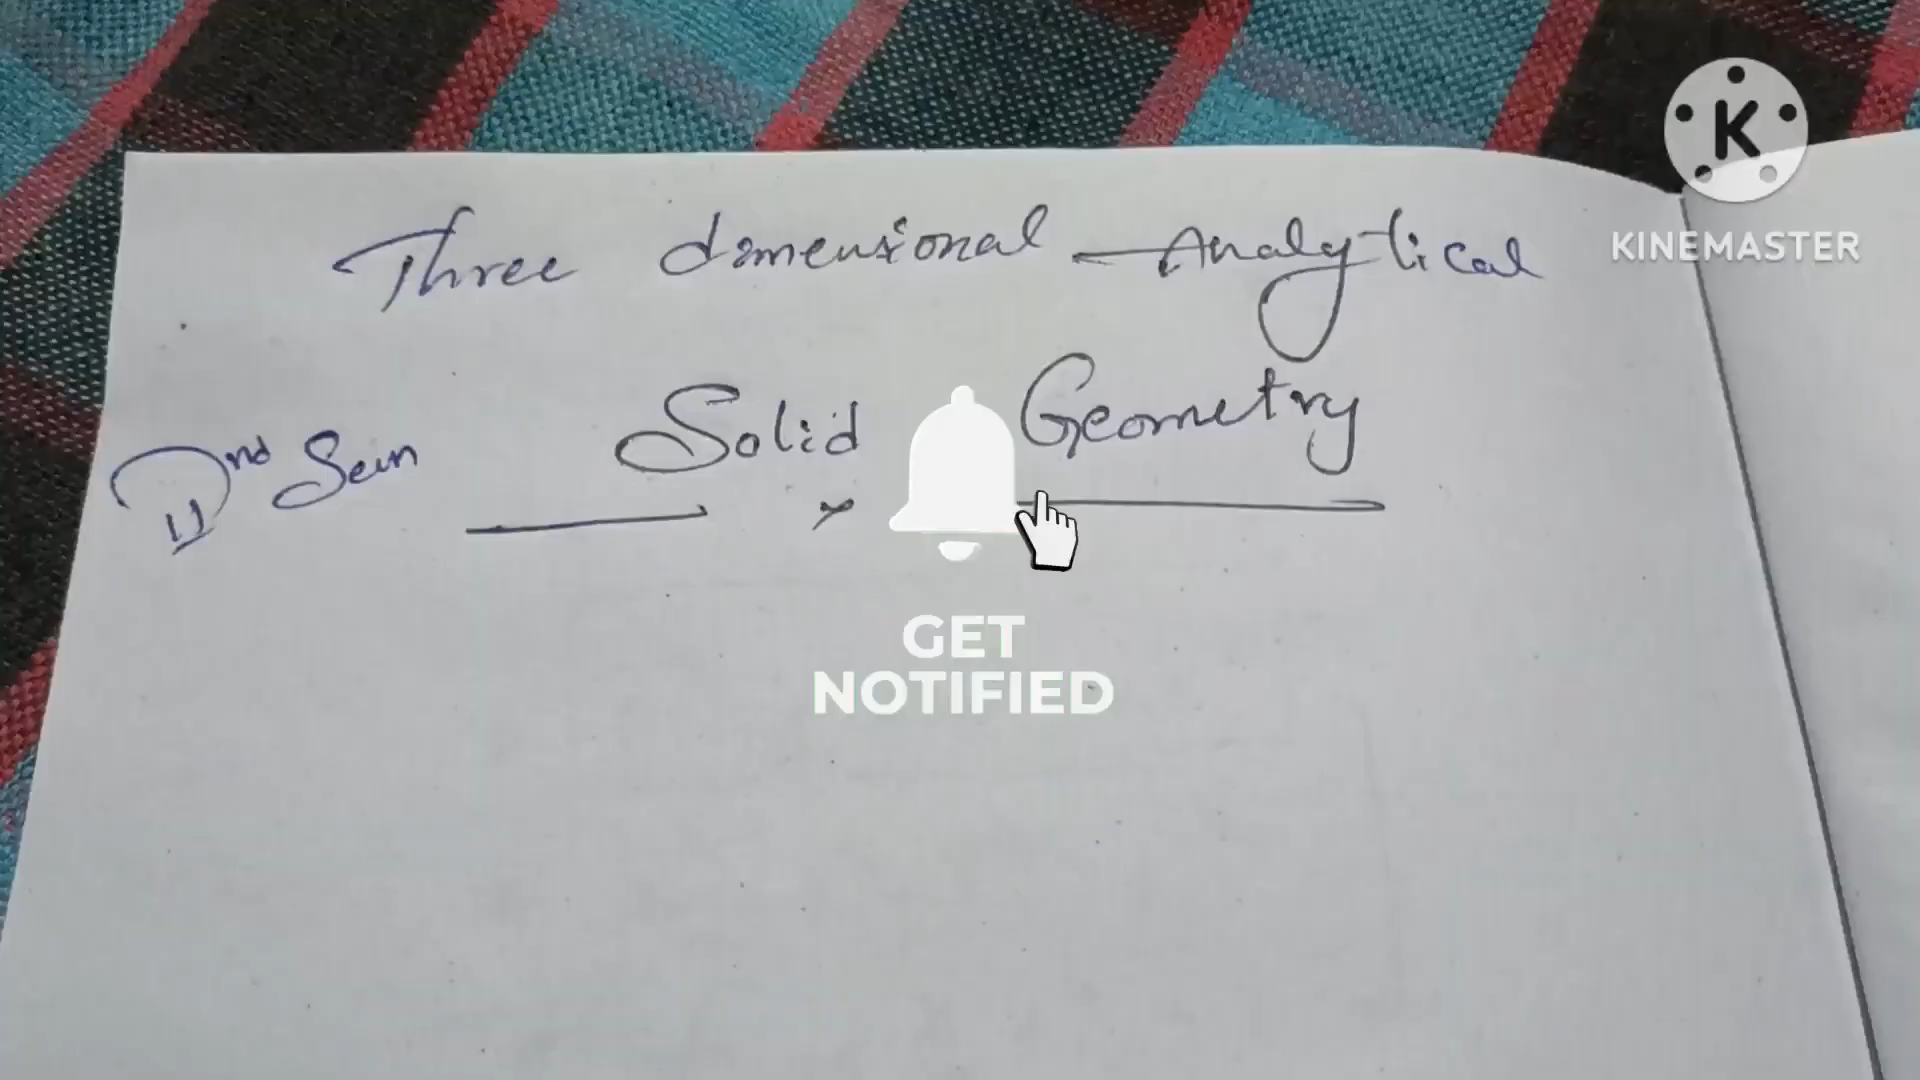 Three dimensional Analytical
Solid Geometry
IInd Sem
GET
NOTIFIED
K
KINEMASTER